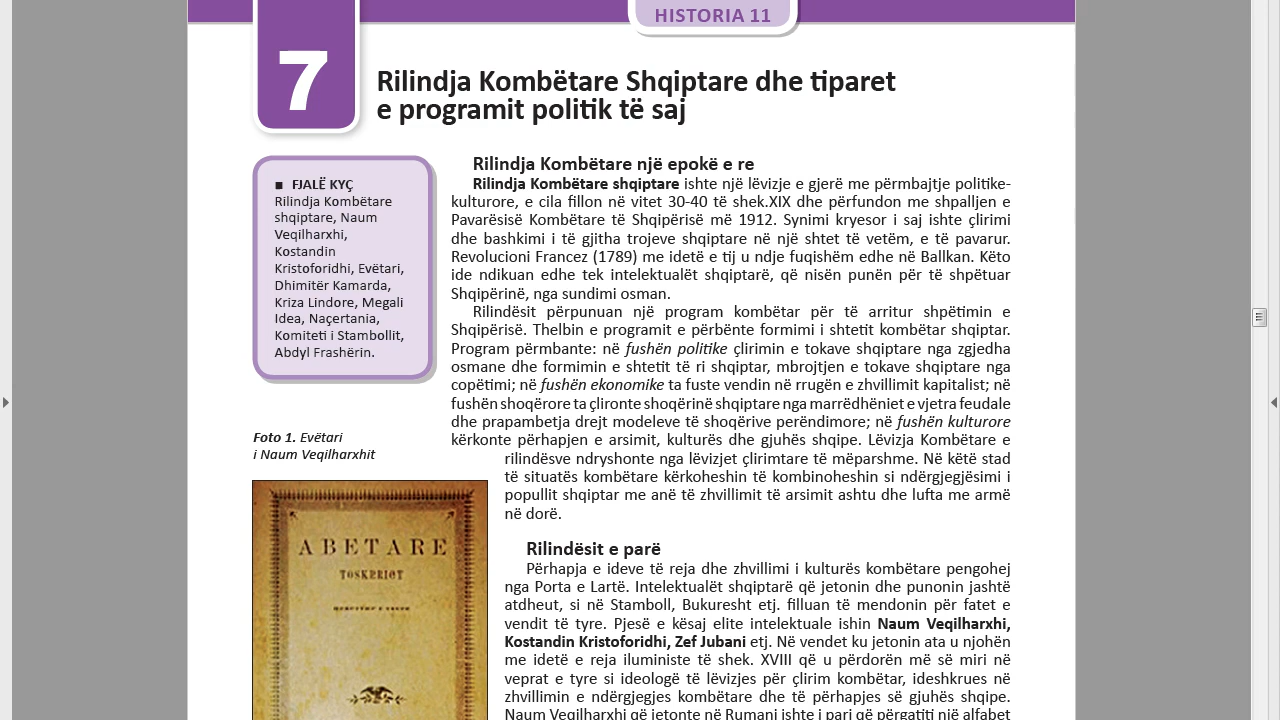 HISTORIA 11
7
Rilindja Kombëtare Shqiptare dhe tiparet
e programit politik të saj
■ FJALË KYÇ
Rilindja Kombëtare
shqiptare, Naum
Veqilharxhi,
Kostandin
Kristoforidhi, Evëtari,
Dhimitër Kamarda,
Kriza Lindore, Megali
Idea, Naçertania,
Komiteti i Stambollit,
Abdyl Frashërin.
Foto 1. Evëtari
i Naum Veqilharxhit
ABETARE
TOSKERIŞT
Rilindja Kombëtare një epokë e re
Rilindja Kombëtare shqiptare ishte një lëvizje e gjerë me përmbajtje politike-
kulturore, e cila fillon në vitet 30-40 të shek.XIX dhe përfundon me shpalljen e
Pavarësisë Kombëtare të Shqipërisë më 1912. Synimi kryesor i saj ishte çlirimi
dhe bashkimi i të gjitha trojeve shqiptare në një shtet të vetëm, e të pavarur.
Revolucioni Francez (1789) me idetë e tij u ndje fuqishëm edhe në Ballkan. Këto
ide ndikuan edhe tek intelektualët shqiptarë, që nisën punën për të shpëtuar
Shqipërinë, nga sundimi osman.
Rilindësit përpunuan një program kombëtar për të arritur shpëtimin e
Shqipërisë. Thelbin e programit e përbënte formimi i shtetit kombëtar shqiptar.
Program përmbante: në fushën politike çlirimin e tokave shqiptare nga zgjedha
osmane dhe formimin e shtetit të ri shqiptar, mbrojtjen e tokave shqiptare nga
copëtimi; në fushën ekonomike ta fuste vendin në rrugën e zhvillimit kapitalist; në
fushën shoqërore ta çlironte shoqërinë shqiptare nga marrëdhëniet e vjetra feudale
dhe prapambetja drejt modeleve të shoqërive perëndimore; në fushën kulturore
kërkonte përhapjen e arsimit, kulturës dhe gjuhës shqipe. Lëvizja Kombëtare e
rilindësve ndryshonte nga lëvizjet çlirimtare të mëparshme. Në këtë stad
të situatës kombëtare kërkoheshin të kombinoheshin si ndërgjegjësimi i
popullit shqiptar me anë të zhvillimit të arsimit ashtu dhe lufta me armë
në dorë.
Rilindësit e parë
Përhapja e ideve të reja dhe zhvillimi i kulturës kombëtare pengohej
nga Porta e Lartë. Intelektualët shqiptarë që jetonin dhe punonin jashtë
atdheut, si në Stamboll, Bukuresht etj. filluan të mendonin për fatet e
vendit të tyre. Pjesë e kësaj elite intelektuale ishin Naum Veqilharxhi,
Kostandin Kristoforidhi, Zef Jubani etj. Në vendet ku jetonin ata u njohën
me idetë e reja iluministe të shek. XVIII që u përdorën më së miri në
veprat e tyre si ideologë të lëvizjes për çlirim kombëtar, ideshkrues në
zhvillimin e ndërgjegjes kombëtare dhe të përhapjes së gjuhës shqipe.
Naum Veqilharxhi që jetonte në Rumani ishte i pari që përgatiti një alfabet